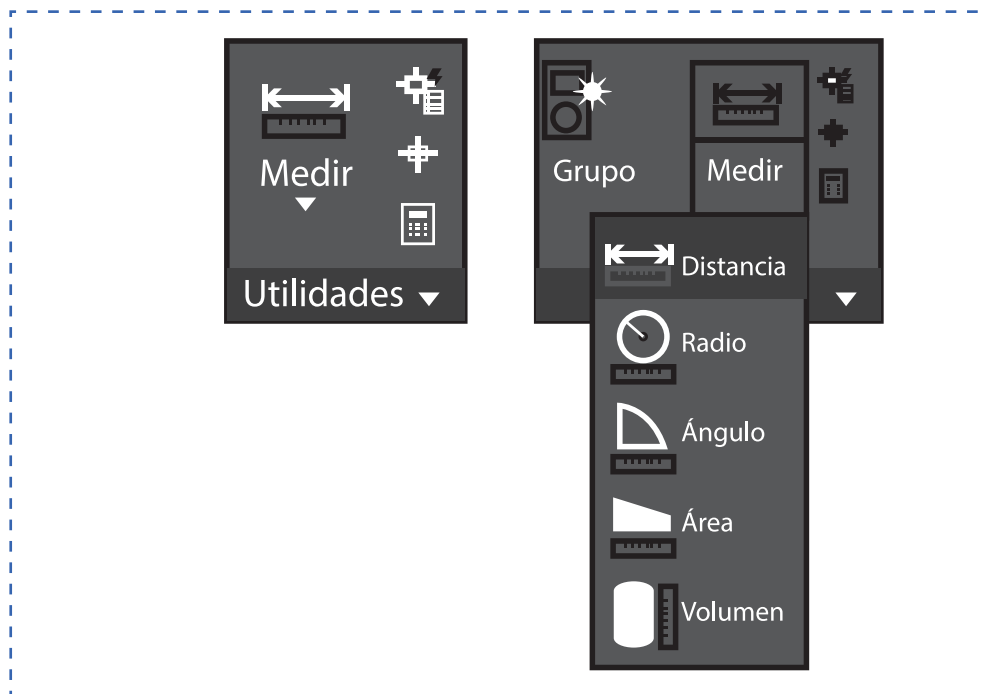 Medir
Utilidades
Grupo
Medir
Distancia
Radio
Ángulo
Área
Volumen